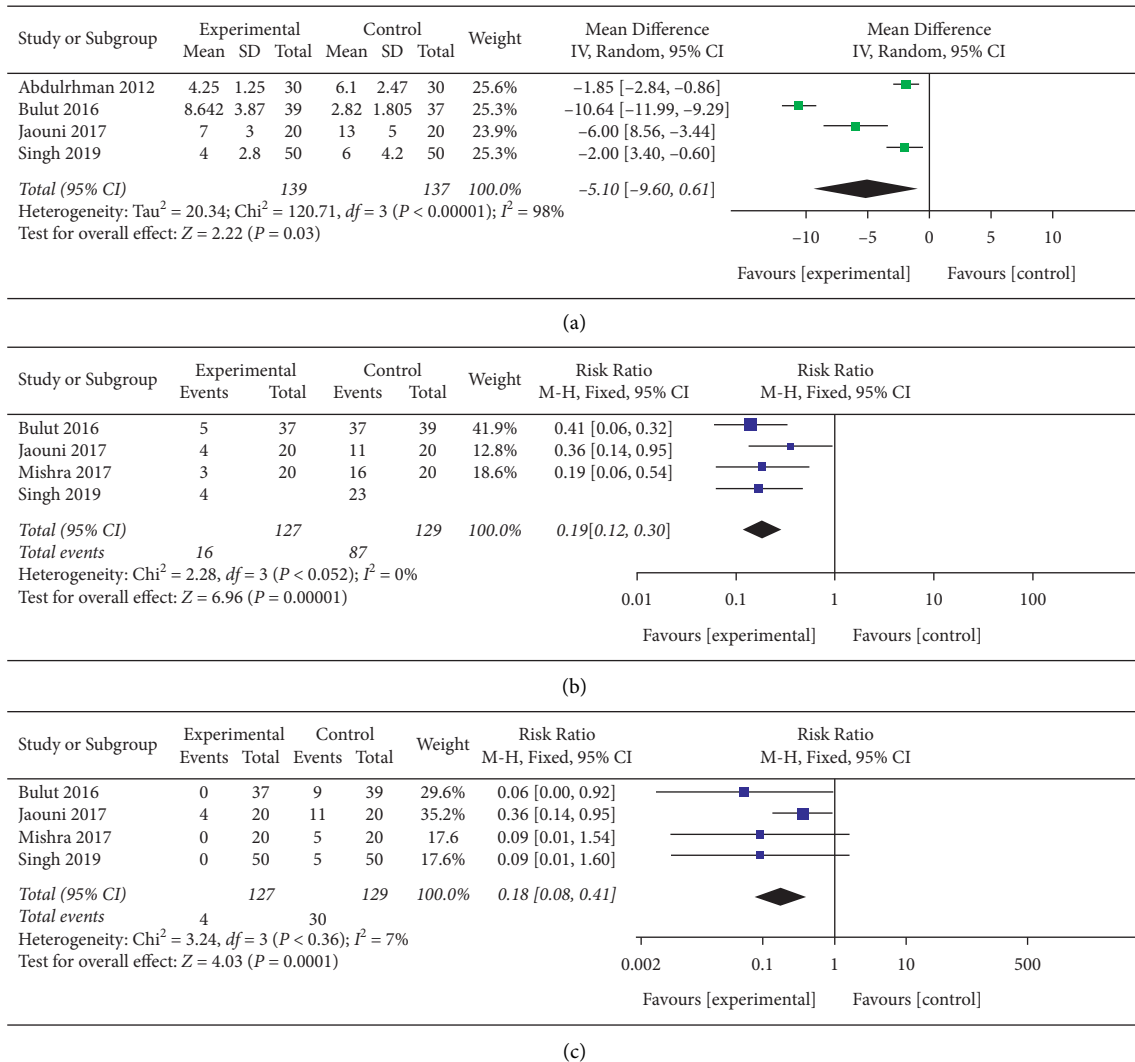 Study or Subgroup Experimental Control Weight Mean Difference Mean Difference
Mean SD Total Mean SD Total IV, Random, 95% CI IV, Random, 95% CI
Abdulrhman 2012 4.25 1.25 30 6.1 2.47 30 25.6% −1.85 [−2.84, −0.86]
Bulut 2016 8.642 3.87 39 2.82 1.805 37 25.3% −10.64 [−11.99, −9.29]
Jaouni 2017 7 3 20 13 5 20 23.9% −6.00 [8.56, −3.44]
Singh 2019 4 2.8 50 6 4.2 50 25.3% −2.00 [3.40, −0.60]
Total (95% CI) 139 137 100.0% −5.10 [−9.60, 0.61]
Heterogeneity: Tau² = 20.34; Chi² = 120.71, df = 3 (P < 0.00001); I² = 98%
Test for overall effect: Z = 2.22 (P = 0.03)
−10 −5 0 5 10
Favours [experimental] Favours [control]
(a)
Study or Subgroup Experimental Control Weight Risk Ratio Risk Ratio
Events Total Events Total M-H, Fixed, 95% CI M-H, Fixed, 95% CI
Bulut 2016 5 37 37 39 41.9% 0.41 [0.06, 0.32]
Jaouni 2017 4 20 11 20 12.8% 0.36 [0.14, 0.95]
Mishra 2017 3 20 16 20 18.6% 0.19 [0.06, 0.54]
Singh 2019 4 23
Total (95% CI) 127 129 100.0% 0.19[0.12, 0.30]
Total events 16 87
Heterogeneity: Chi² = 2.28, df = 3 (P < 0.052); I² = 0%
Test for overall effect: Z = 6.96 (P = 0.00001)
0.01 0.1 1 10 100
Favours [experimental] Favours [control]
(b)
Study or Subgroup Experimental Control Weight Risk Ratio Risk Ratio
Events Total Events Total M-H, Fixed, 95% CI M-H, Fixed, 95% CI
Bulut 2016 0 37 9 39 29.6% 0.06 [0.00, 0.92]
Jaouni 2017 4 20 11 20 35.2% 0.36 [0.14, 0.95]
Mishra 2017 0 20 5 20 17.6 0.09 [0.01, 1.54]
Singh 2019 0 50 5 50 17.6% 0.09 [0.01, 1.60]
Total (95% CI) 127 129 100.0% 0.18 [0.08, 0.41]
Total events 4 30
Heterogeneity: Chi² = 3.24, df = 3 (P < 0.36); I² = 7%
Test for overall effect: Z = 4.03 (P = 0.0001)
0.002 0.1 1 10 500
Favours [experimental] Favours [control]
(c)